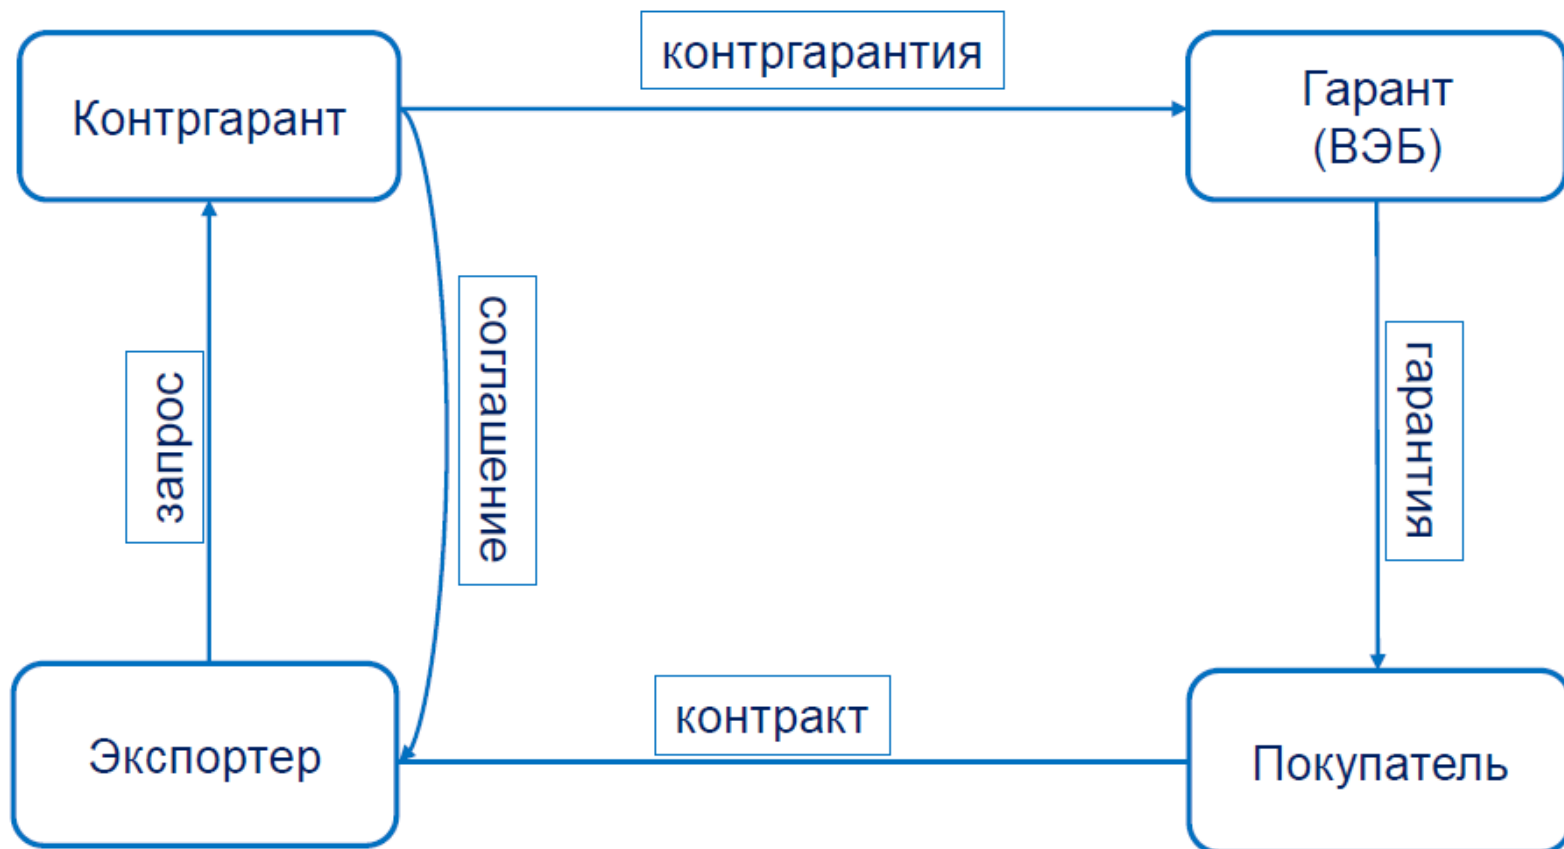 контргарантия
Контргарант
Гарант
(ВЭБ)
запрос
соглашение
гарантия
контракт
Экспортер
Покупатель